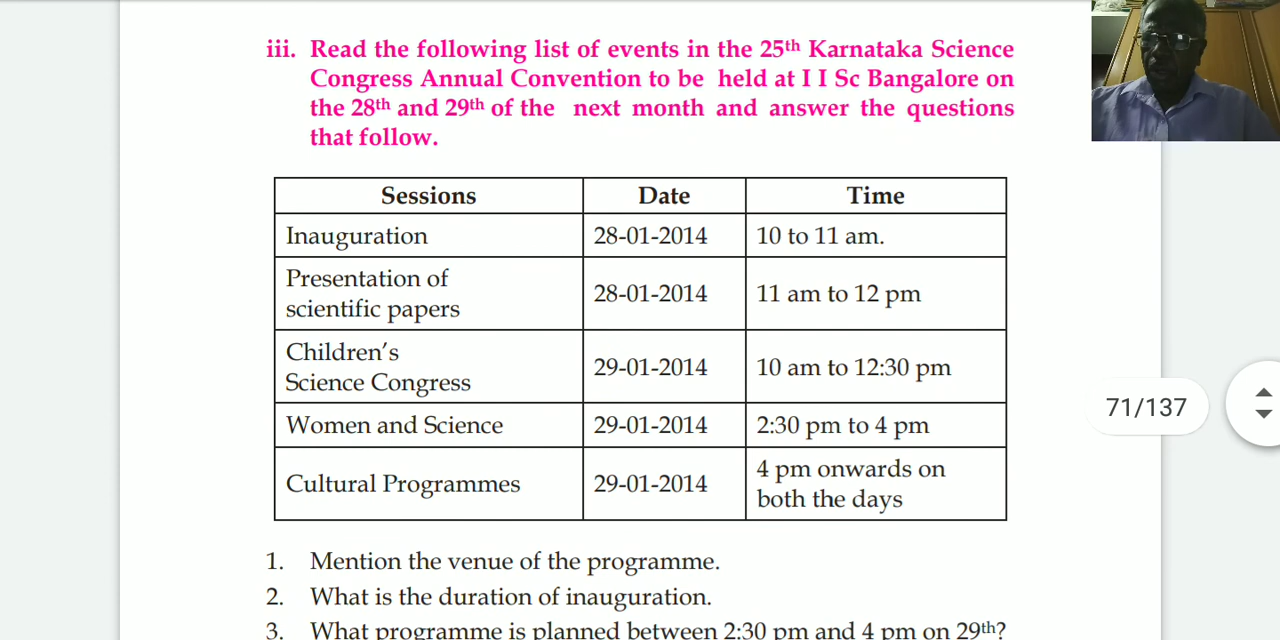 iii. Read the following list of events in the 25th Karnataka Science
Congress Annual Convention to be held at I I Sc Bangalore on
the 28th and 29th of the next month and answer the questions
that follow.
Sessions Date Time
Inauguration 28-01-2014 10 to 11 am.
Presentation of
scientific papers 28-01-2014 11 am to 12 pm
Children's
Science Congress 29-01-2014 10 am to 12:30 pm
Women and Science 29-01-2014 2:30 pm to 4 pm
Cultural Programmes 29-01-2014 4 pm onwards on
both the days
71/137
1. Mention the venue of the programme.
2. What is the duration of inauguration.
3. What programme is planned between 2:30 pm and 4 pm on 29th?